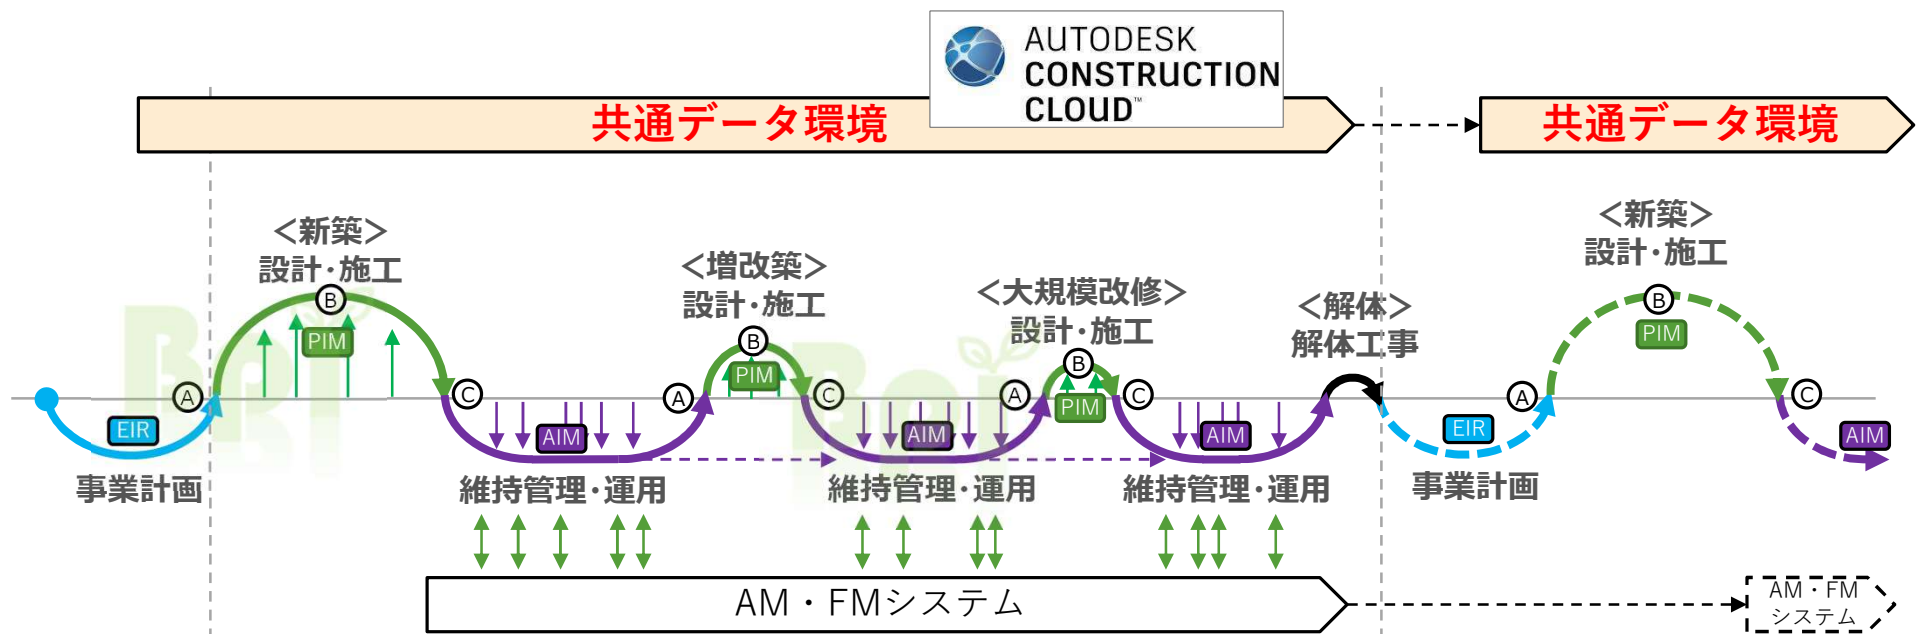 AUTODESK
CONSTRUCTION
CLOUD™
共通データ環境
共通データ環境
＜新築＞
設計･施工
B
PIM
＜増改築＞
設計･施工
B
PIM
＜大規模改修＞
設計･施工
B
PIM
＜解体＞
解体工事
＜新築＞
設計･施工
B
PIM
A
C
A
C
A
C
A
C
EIR
AIM
AIM
AIM
EIR
AIM
事業計画
維持管理･運用
維持管理･運用
維持管理･運用
事業計画
BPI
BPI
AM・FMシステム
AM・FM
システム